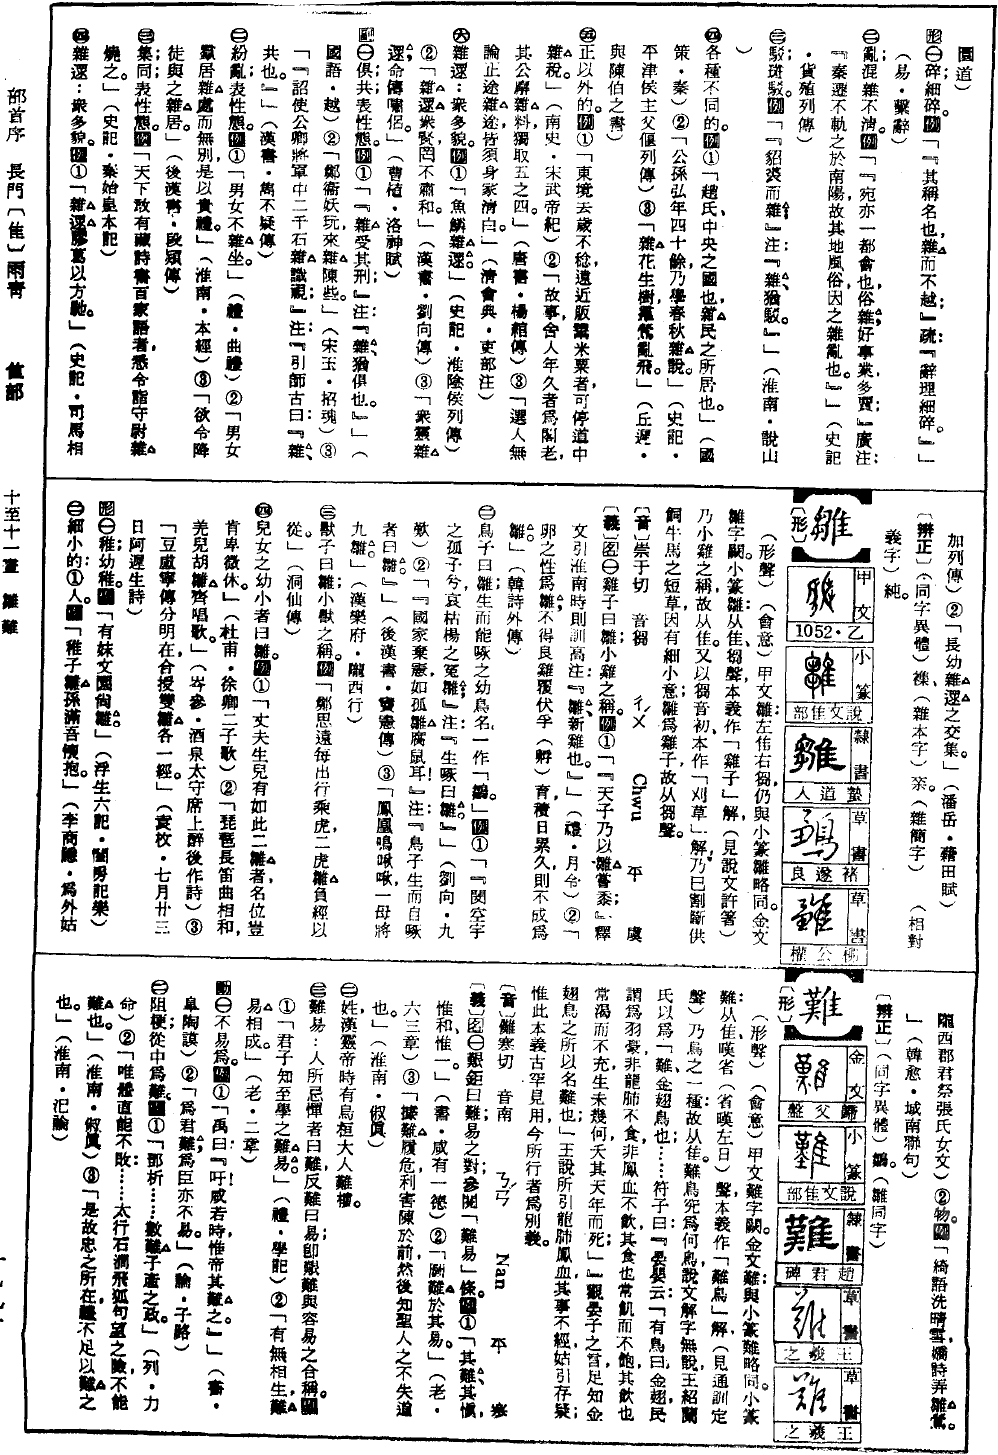 圓道）
形㊀碎細碎。例「『其稱名也，雜而不越』疏：『辭理細碎。』」
（易·繫辭）
㊁亂混雜不清。例「『宛亦一都會也，俗雜好事，業多賈』廣注：
『秦遷不軌之於南陽，故其地風俗因之雜亂也。』」（史記
·貨殖列傳）
㊂駁斑駁。例「『貂裘而雜』注：『雜，猶駁。』」（淮南·說山
）
㊃各種不同的。例①「趙氏，中央之國也，雜民之所居也。」（國
策·秦）②「公孫弘年四十餘，乃學春秋雜說。」（史記·
平津侯主父偃列傳）③「雜花生樹，羣鶯亂飛。」（丘遲·
與陳伯之書）
㊄正以外的。例①「東境去歲不稔，遠近販鬻米粟者，可停道中
雜稅。」（南史·宋武帝紀）②「故事，舍人年久者為閣老，
其公廨雜料，獨取五之四。」（唐書·楊綰傳）③「選人無
論正途雜途，皆須身家清白。」（清會典·吏部注）
㊅雜遝：眾多貌。例①「魚鱗雜遝。」（史記·淮陰侯列傳）
②「雜遝眾賢，罔不肅和。」（漢書·劉向傳）③「眾靈雜
遝，命儔嘯侶。」（曹植·洛神賦）
副㊀俱共表性態。例①「『雜受其刑』注：『雜，猶俱也。』」（
國語·越）②「鄭衛妖玩，來雜陳些。」（宋玉·招魂）③
「『詔使公卿將軍中二千石雜識視』注：『引師古曰：『雜，
共也。』」（漢書·雋不疑傳）
㊁紛亂表性態。例①「男女不雜坐。」（禮·曲禮）②「男女
羣居雜處而無別，是以貴禮。」（淮南·本經）③「欲令降
徒與之雜居。」（後漢書·段熲傳）
㊂集同表性態。例「天下敢有藏詩書百家語者，悉令詣守尉雜
燒之。」（史記·秦始皇本記）
㊃雜遝：眾多貌。例①「雜遝膠葛以方馳。」（史記·司馬相
部首序　長門〔隹〕雨青　隹部　十至十一畫　雛　難
加列傳）②「長幼雜遝之交集。」（潘岳·藉田賦）
〔辨正〕（同字異體）襍。（雜本字）（雜簡字）（相對
義字）純。
雛
〔形〕
甲文
1052·乙
小篆
部隹文說
隸書
人道
草書
良遂褚
草書
權公柳
（形聲）（會意）甲文雛：左隹右芻，仍與小篆雛略同。金文
雛字闕。小篆雛：从隹，芻聲。本義作「雞子」解，（見說文許箸）
乃小雞之稱，故从隹。又以芻音初，本作「刈草」解，乃已割斷供
飼牛馬之短草，因有細小意；雛為雞子，故从芻聲。
〔音〕崇于切　音芻　ㄔㄨˊ　Chwu　平　虞
〔義〕名㊀雞子曰雛，小雞之稱。例①「『天子乃以雛嘗黍』釋
文引淮南時則訓高注：『雛，新雞也。』」（禮·月令）②「
卵之性為雛，不得良雞覆伏孚（孵）育，積日累久，則不成為
雛。」（韓詩外傳）
㊁鳥子曰雛，生而能啄之幼鳥名，一作「鶵」。例①「『閔空宇
之孤子兮，哀枯楊之冤雛』注：『生啄曰雛。』」（劉向·九
歎）②「『國家棄憲，如孤雛腐鼠耳！』注：『鳥子生而自啄
者曰雛。』」（後漢書·竇憲傳）③「鳳凰鳴啾啾，一母將
九雛。」（漢樂府·隴西行）
㊂獸子曰雛，小獸之稱。例「鄭思遠每出行乘虎，二虎雛負經以
從。」（洞仙傳）
㊃兒女之幼小者曰雛。例①「丈夫生兒有如此二雛者，名位豈
肯卑微休。」（杜甫·徐卿二子歌）②「琵琶長笛曲相和，
羌兒胡雛齊唱歌。」（岑參·酒泉太守席上醉後作詩）③
「豆盧寧傳分明在，合授雙雛各一經。」（袁枚·七月廿三
日阿遲生詩）
形㊀稚幼稚。例「有妹文園尚雛。」（浮生六記·閨房記樂）
㊁細小的：①人。例「稚子雛孫滿吾懷抱。」（李商隱·為外姑
隴西郡君祭張氏女文）②物。例「綺語洗晴雪，嬌詩弄雛鶯。
」（韓愈·城南聯句）
〔辨正〕（同字異體）鶵。（雛同字）
難
〔形〕
金文
盤父
小篆
部隹文說
隸書
碑君趙
草書
之羲王
草書
之羲王
（形聲）（會意）甲文難字闕。金文難與小篆難略同。小篆
難：从隹，𦰩省（省𦰩左日）聲，本義作「難鳥」解（見通訓定
聲）乃鳥之一種，故从隹。難鳥究為何鳥，說文解字無說，王紹蘭
氏以為：「難，金翅鳥也……符子曰：『晏嬰云：『有鳥曰金翅，民
謂為羽豪，非龍肺不食，非鳳血不飲，其食也常飢而不飽，其飲也
常渴而不充，生未幾何，夭其天年而死』」觀晏子之言，足知金
翅鳥之所以名難也」王說所引龍肺鳳血，其事不經，姑引存疑；
惟此本義古罕見用，今所行者為別義。
〔音〕難寒切　音南　ㄋㄢˊ　Nan　平　寒
〔義〕名㊀艱鉅曰難，易之對，參閱「難易」條。例①「其難其慎，
惟和惟一。」（書·咸有一德）②「圖難於其易。」（老·
六三章）③「據難履危，利害陳於前，然後知聖人之不失道
也。」（淮南·俶真）
㊁姓，漢靈帝時有烏桓大人難樓。
㊂難易：人所忌憚者曰難，反難曰易；即艱難與容易之合稱。例
①「君子知至學之難易。」（禮·學記）②「有無相生，難
易相成。」（老·二章）
動㊀不易為。例①「禹曰：『吁！咸若時，惟帝其難之。』」（書·
皋陶謨）②「為君難，為臣亦不易。」（論·子路）
㊁阻梗從中為難。例①「鄧析……數難子產之政。」（列·力
命）②「唯體道能不敗……太行石澗，飛狐句望之險不能
難也。」（淮南·俶真）③「是故忠之所在，禮不足以難之
也。」（淮南·氾論）